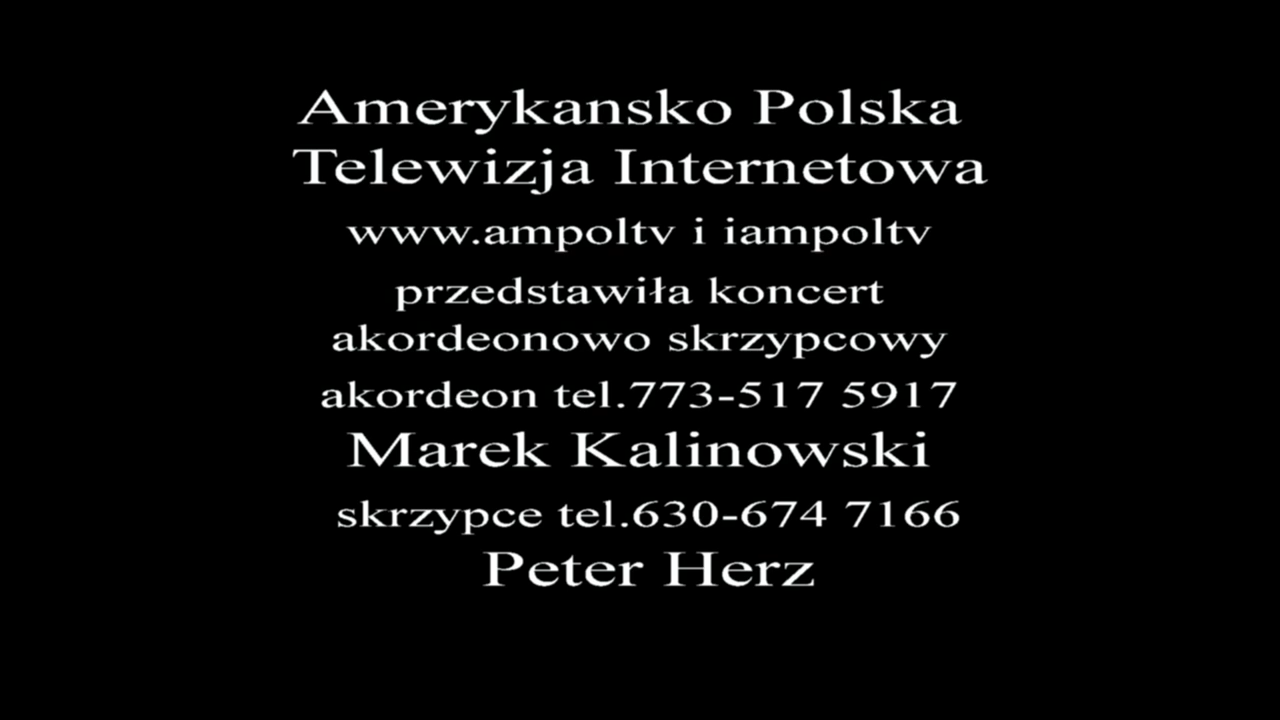 Amerykansko Polska
Telewizja Internetowa
www.ampoltv i iampoltv
przedstawiła koncert
akordeonowo skrzypcowy
akordeon tel.773-517 5917
Marek Kalinowski
skrzypce tel.630-674 7166
Peter Herz